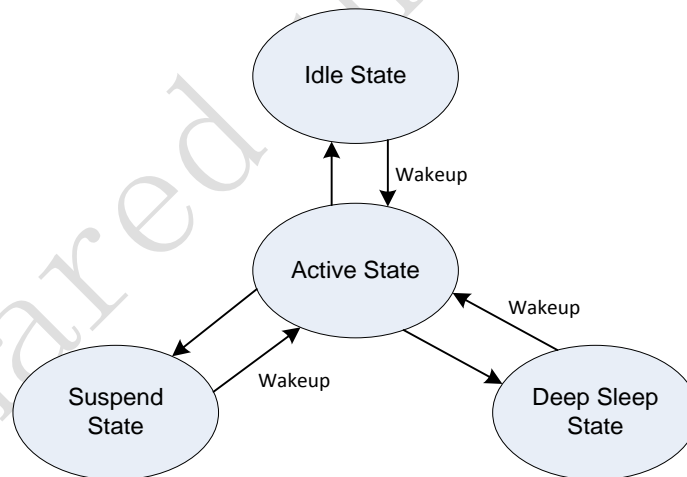 Idle State
Wakeup
Active State
Wakeup
Wakeup
Suspend
State
Deep Sleep
State